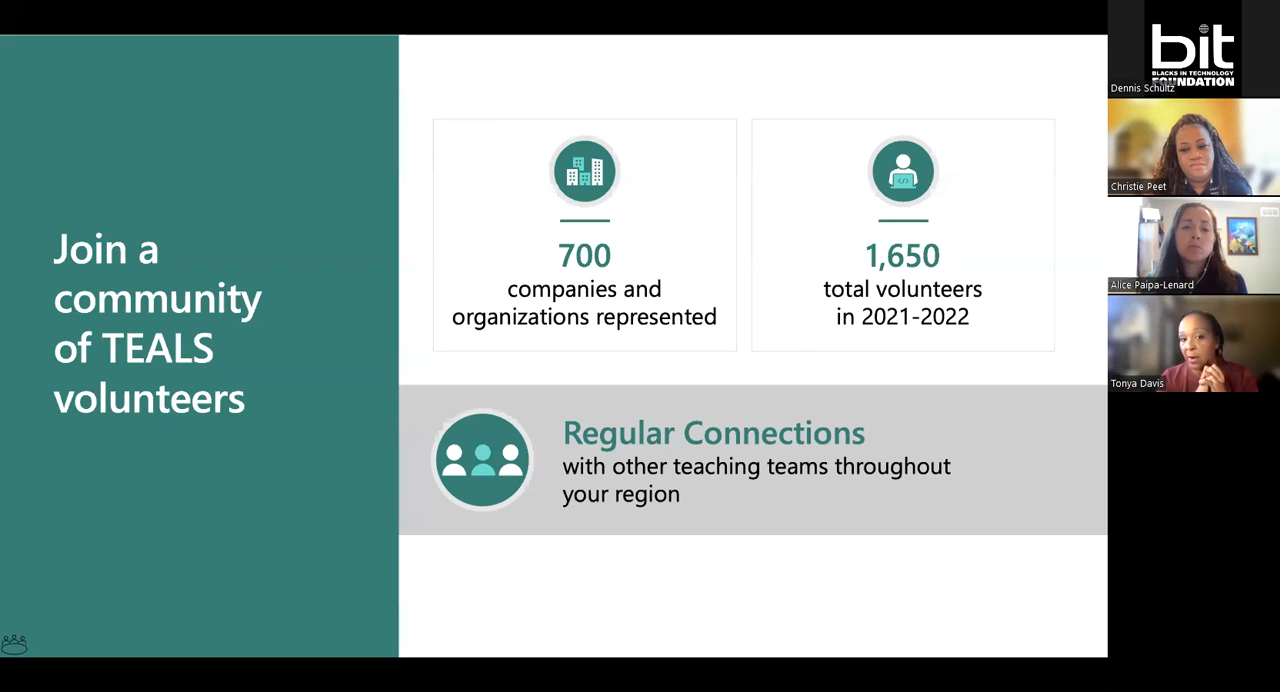 Join a
community
of TEALS
volunteers
700
companies and
organizations represented
1,650
total volunteers
in 2021-2022
Regular Connections
with other teaching teams throughout
your region
bit
BLACKS IN TECHNOLOGY
FOUNDATION
Dennis Schultz
Christie Peet
Alice Paipa-Lenard
Tonya Davis